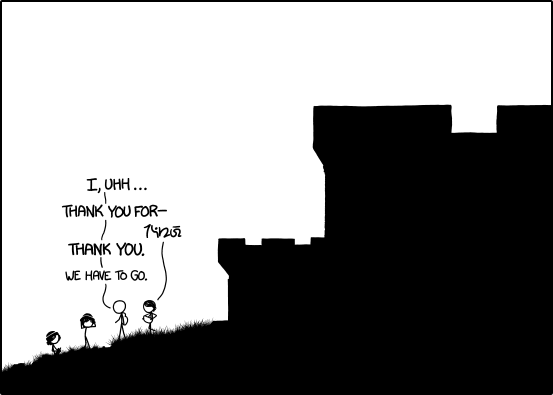 I, UHH ...
THANK YOU FOR—
THANK YOU.
WE HAVE TO GO.